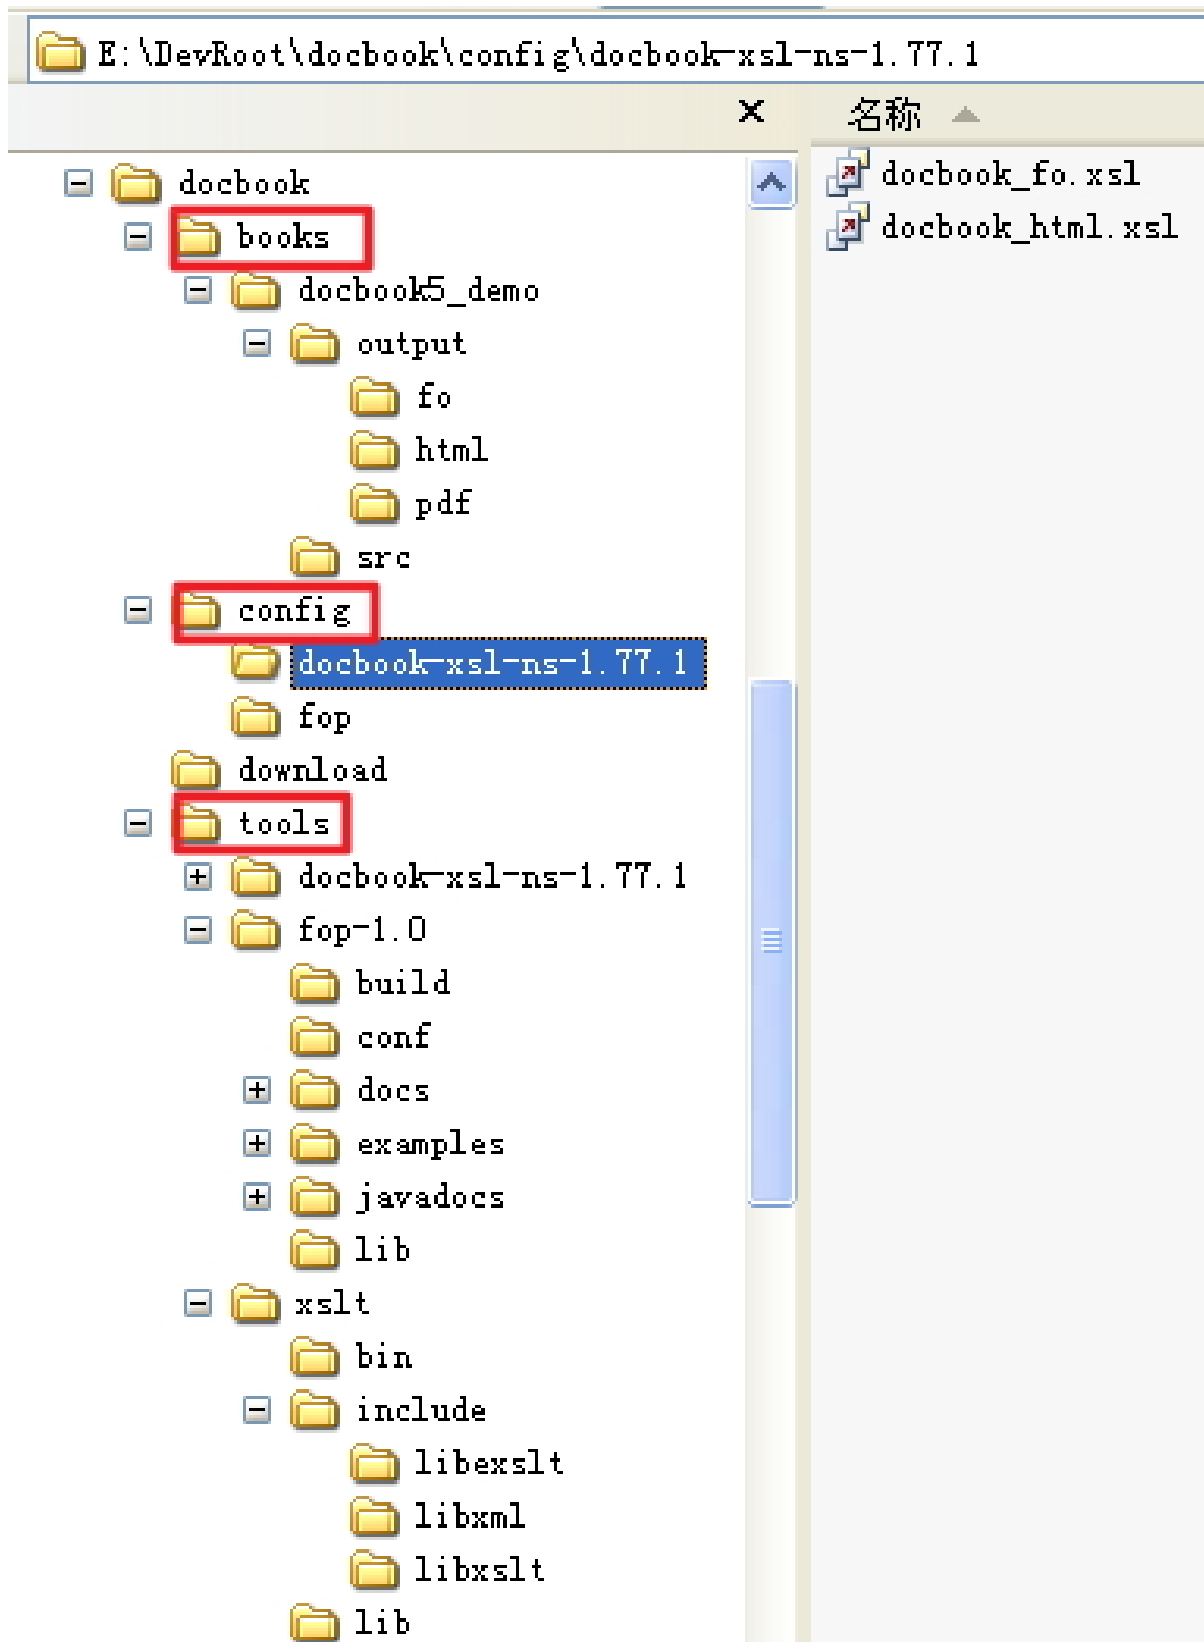 E:\DevRoot\docbook\config\docbook-xsl-ns-1.77.1
名称
docbook
books
docbook5_demo
output
fo
html
pdf
src
config
docbook-xsl-ns-1.77.1
fop
download
tools
docbook-xsl-ns-1.77.1
fop-1.0
build
conf
docs
examples
javadocs
lib
xslt
bin
include
libexslt
libxml
libxslt
lib
docbook_fo.xsl
docbook_html.xsl